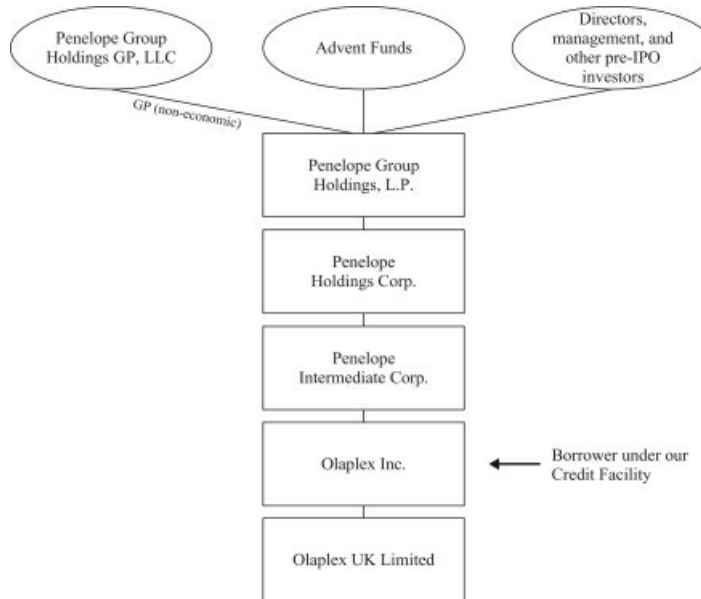 Penelope Group
Holdings GP, LLC
Advent Funds
Directors,
management, and
other pre-IPO
investors
GP (non-economic)
Penelope Group
Holdings, L.P.
Penelope
Holdings Corp.
Penelope
Intermediate Corp.
Olaplex Inc.
Borrower under our
Credit Facility
Olaplex UK Limited